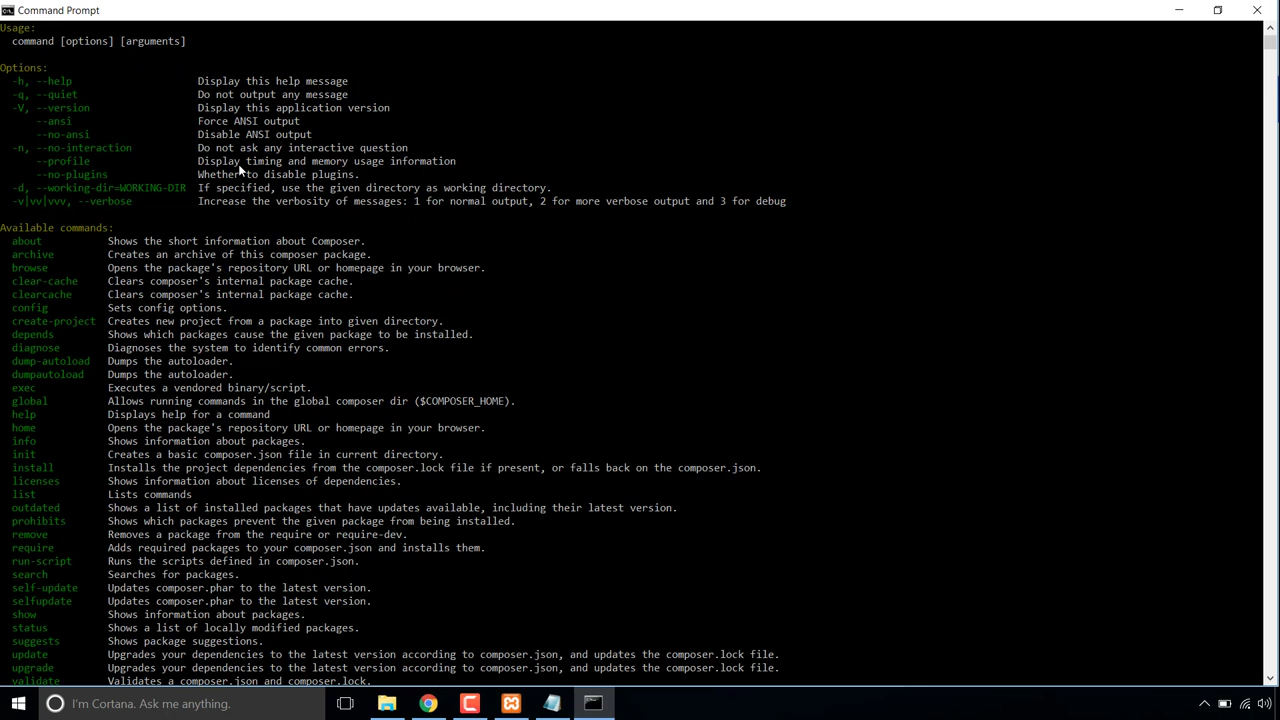 Command Prompt
Usage:
command [options] [arguments]
Options:
-h, --help Display this help message
-q, --quiet Do not output any message
-V, --version Display this application version
--ansi Force ANSI output
--no-ansi Disable ANSI output
-n, --no-interaction Do not ask any interactive question
--profile Display timing and memory usage information
--no-plugins Whether to disable plugins.
-d, --working-dir=WORKING-DIR If specified, use the given directory as working directory.
-v|vv|vvv, --verbose Increase the verbosity of messages: 1 for normal output, 2 for more verbose output and 3 for debug
Available commands:
about Shows the short information about Composer.
archive Creates an archive of this composer package.
browse Opens the package's repository URL or homepage in your browser.
clear-cache Clears composer's internal package cache.
clearcache Clears composer's internal package cache.
config Sets config options.
create-project Creates new project from a package into given directory.
depends Shows which packages cause the given package to be installed.
diagnose Diagnoses the system to identify common errors.
dump-autoload Dumps the autoloader.
dumpautoload Dumps the autoloader.
exec Executes a vendored binary/script.
global Allows running commands in the global composer dir ($COMPOSER_HOME).
help Displays help for a command
home Opens the package's repository URL or homepage in your browser.
info Shows information about packages.
init Creates a basic composer.json file in current directory.
install Installs the project dependencies from the composer.lock file if present, or falls back on the composer.json.
licenses Shows information about licenses of dependencies.
list Lists commands
outdated Shows a list of installed packages that have updates available, including their latest version.
prohibits Shows which packages prevent the given package from being installed.
remove Removes a package from the require or require-dev.
require Adds required packages to your composer.json and installs them.
run-script Runs the scripts defined in composer.json.
search Searches for packages.
self-update Updates composer.phar to the latest version.
selfupdate Updates composer.phar to the latest version.
show Shows information about packages.
status Shows a list of locally modified packages.
suggests Shows package suggestions.
update Upgrades your dependencies to the latest version according to composer.json, and updates the composer.lock file.
upgrade Upgrades your dependencies to the latest version according to composer.json, and updates the composer.lock file.
validate Validates a composer.json and composer.lock.
I'm Cortana. Ask me anything.